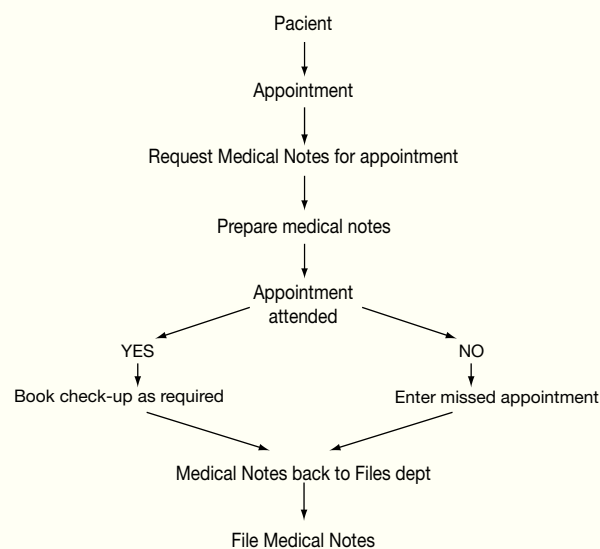 Pacient
Appointment
Request Medical Notes for appointment
Prepare medical notes
Appointment
attended
YES
NO
Book check-up as required
Enter missed appointment
Medical Notes back to Files dept
File Medical Notes